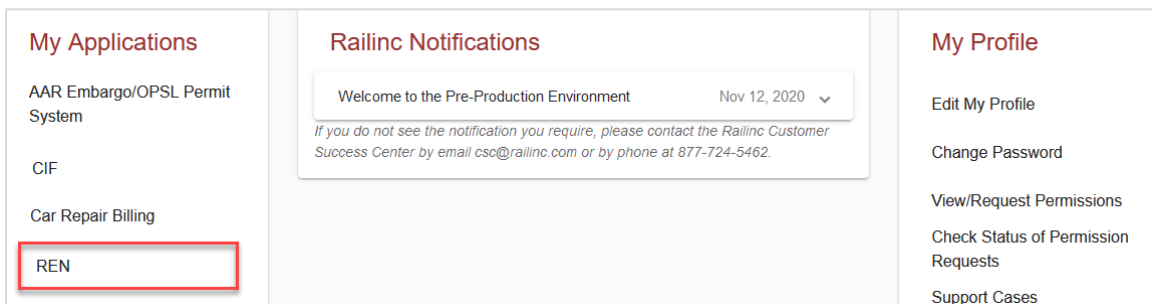 My Applications
AAR Embargo/OPSL Permit
System
CIF
Car Repair Billing
REN
Railinc Notifications
Welcome to the Pre-Production Environment Nov 12, 2020
If you do not see the notification you require, please contact the Railinc Customer
Success Center by email csc@railinc.com or by phone at 877-724-5462.
My Profile
Edit My Profile
Change Password
View/Request Permissions
Check Status of Permission
Requests
Support Cases